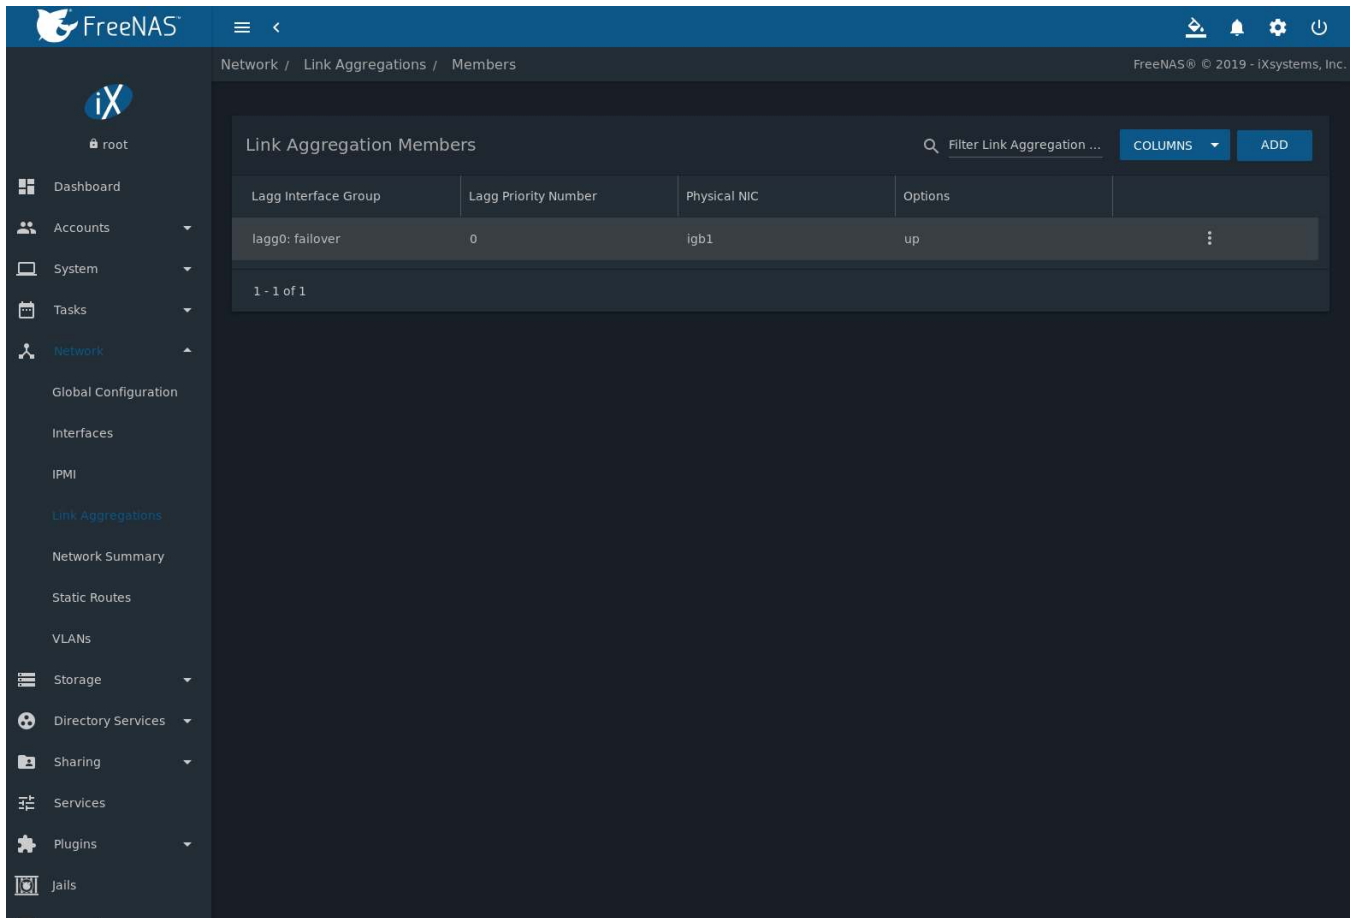 FreeNAS
Network / Link Aggregations / Members
FreeNAS® © 2019 - iXsystems, Inc.
iX
root
Dashboard
Accounts
System
Tasks
Network
Global Configuration
Interfaces
IPMI
Link Aggregations
Network Summary
Static Routes
VLANs
Storage
Directory Services
Sharing
Services
Plugins
Jails
Link Aggregation Members
Filter Link Aggregation ...
COLUMNS
ADD
Lagg Interface Group Lagg Priority Number Physical NIC Options
lagg0: failover 0 igb1 up
1 - 1 of 1